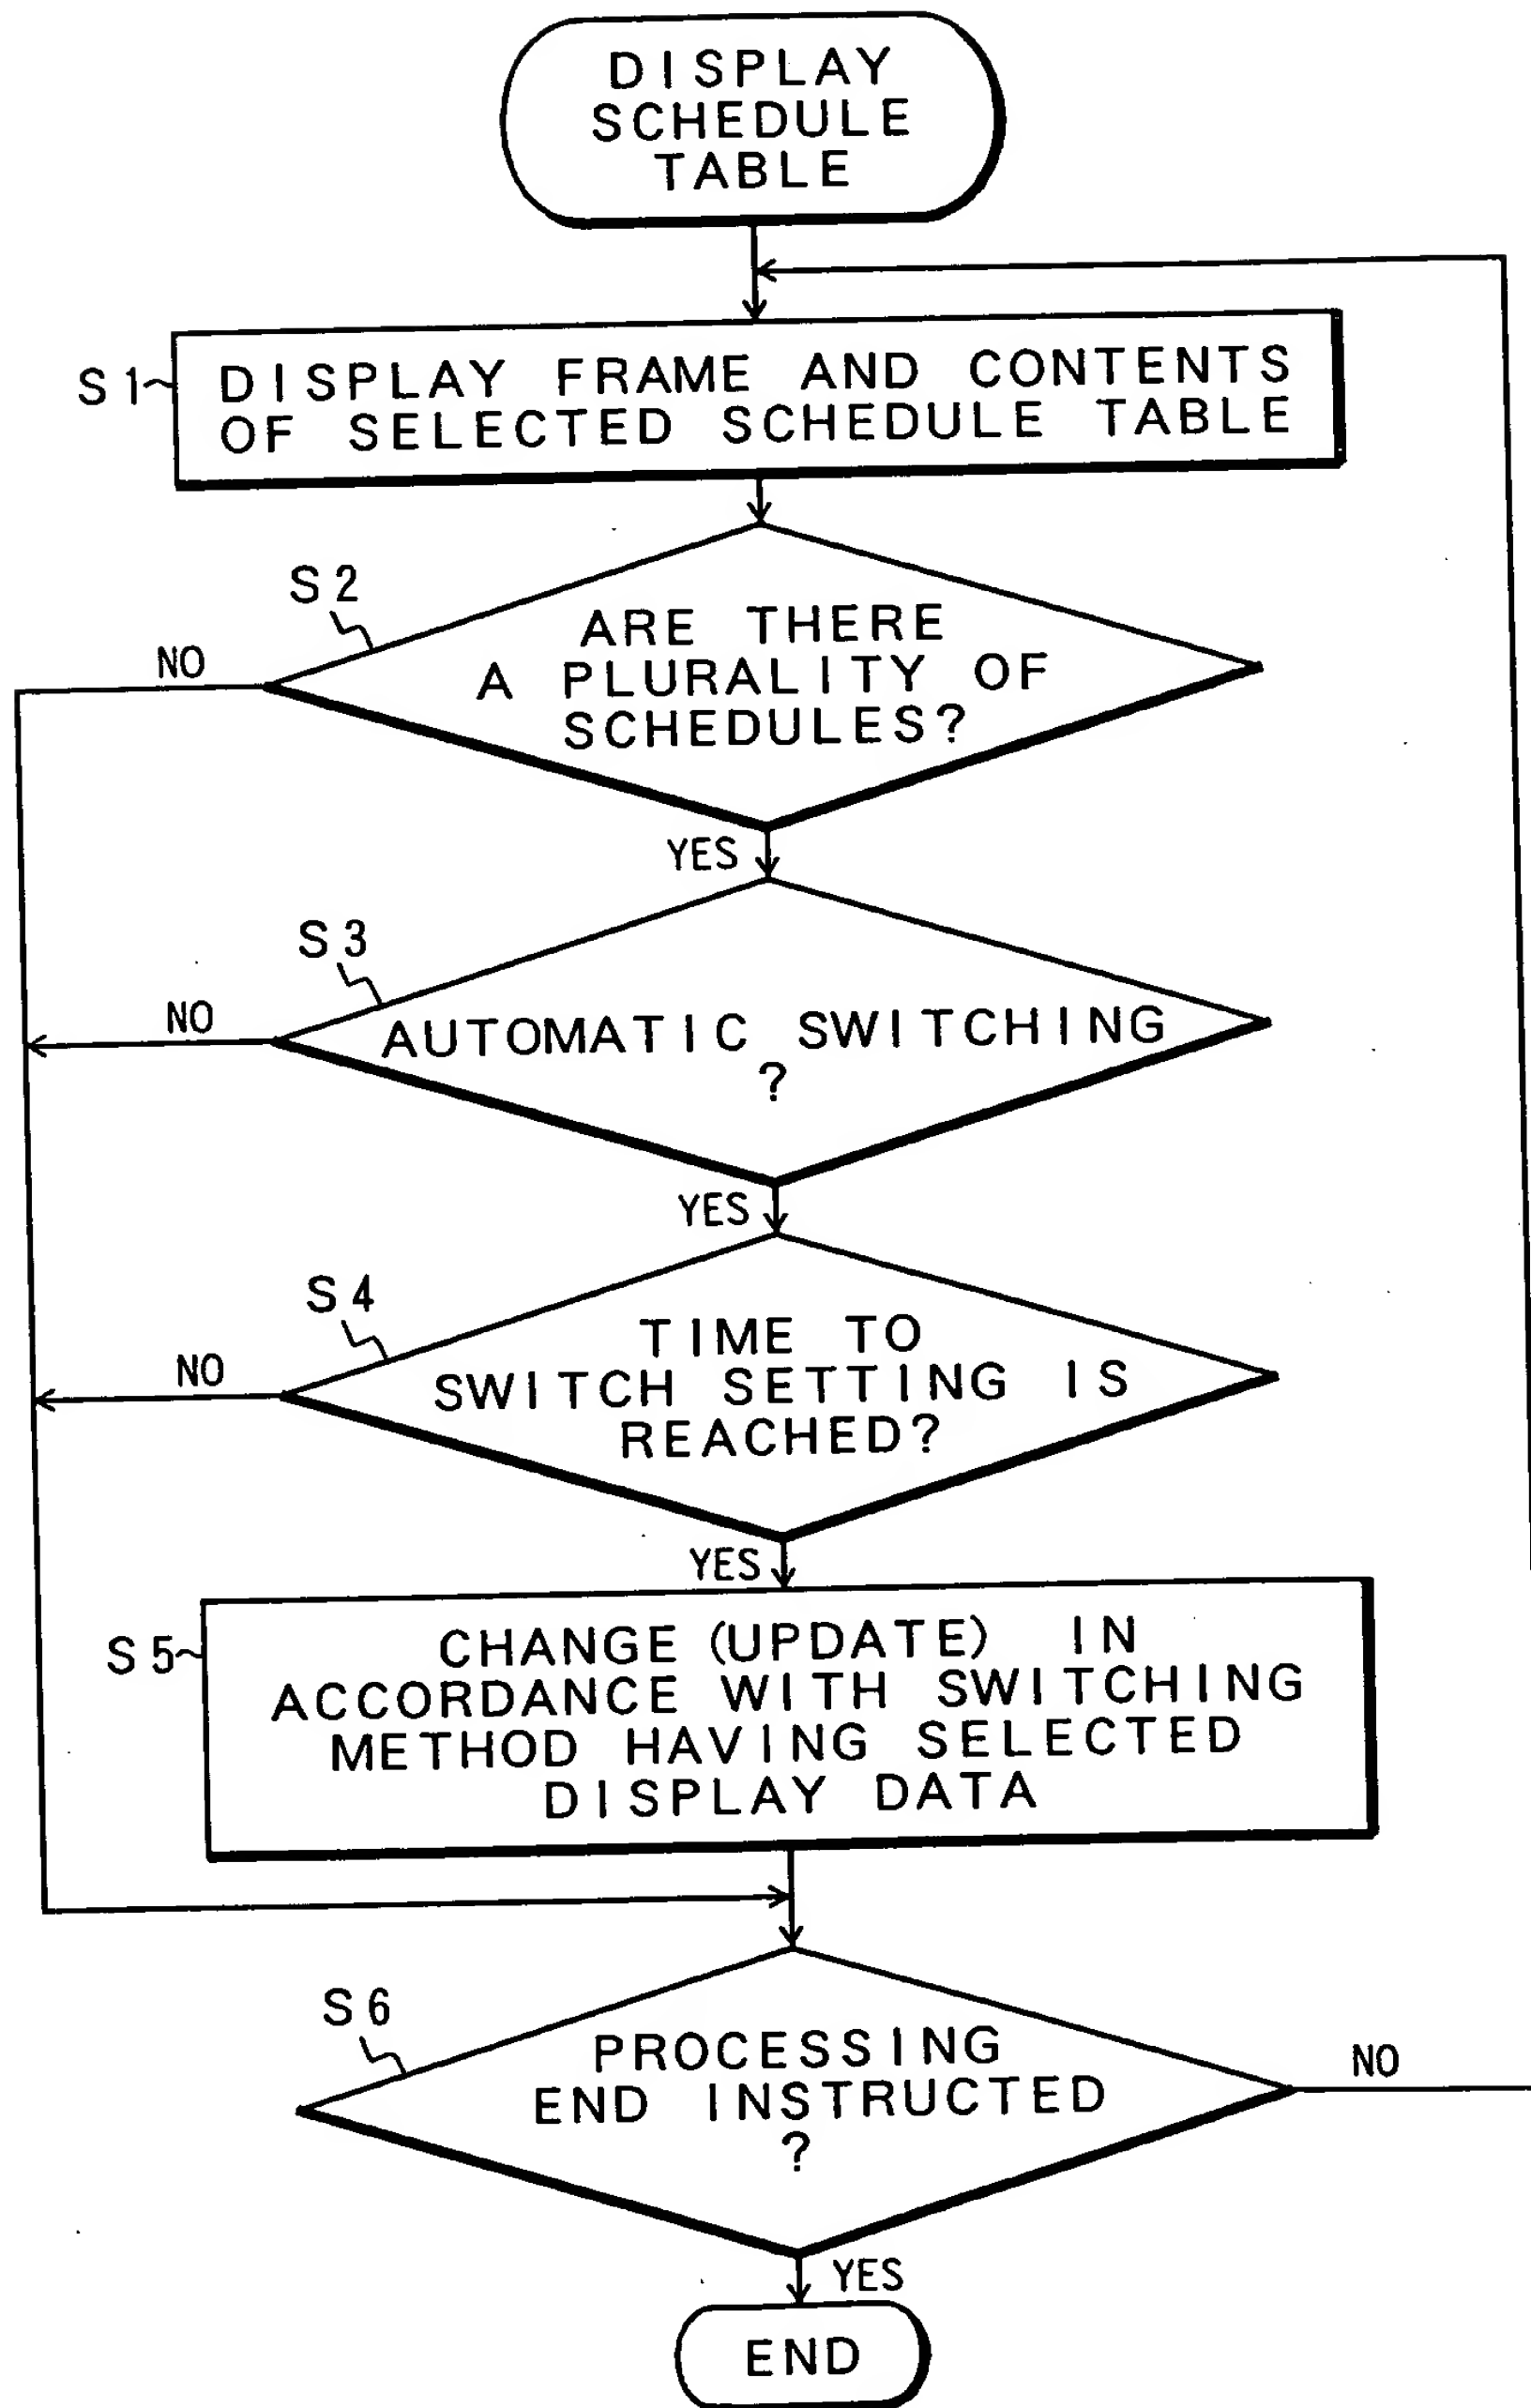 DISPLAY
SCHEDULE
TABLE
S1
DISPLAY FRAME AND CONTENTS
OF SELECTED SCHEDULE TABLE
S2
NO
ARE THERE
A PLURALITY OF
SCHEDULES?
YES
S3
NO
AUTOMATIC SWITCHING
?
YES
S4
NO
TIME TO
SWITCH SETTING IS
REACHED?
YES
S5
CHANGE (UPDATE) IN
ACCORDANCE WITH SWITCHING
METHOD HAVING SELECTED
DISPLAY DATA
S6
PROCESSING
END INSTRUCTED
?
NO
YES
END